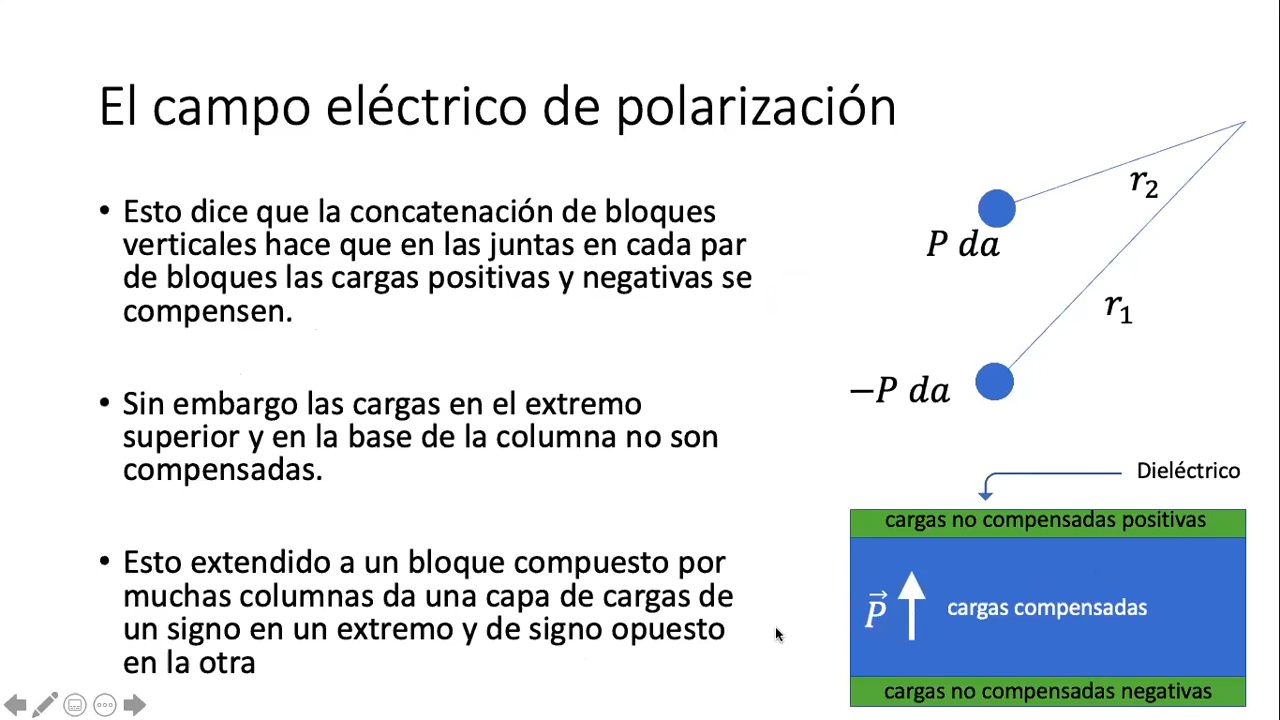 El campo eléctrico de polarización
• Esto dice que la concatenación de bloques
verticales hace que en las juntas en cada par
de bloques las cargas positivas y negativas se
compensen.
• Sin embargo las cargas en el extremo
superior y en la base de la columna no son
compensadas.
• Esto extendido a un bloque compuesto por
muchas columnas da una capa de cargas de
un signo en un extremo y de signo opuesto
en la otra
r₂
P da
r₁
−P da
Dieléctrico
cargas no compensadas positivas
P⃗
cargas compensadas
cargas no compensadas negativas